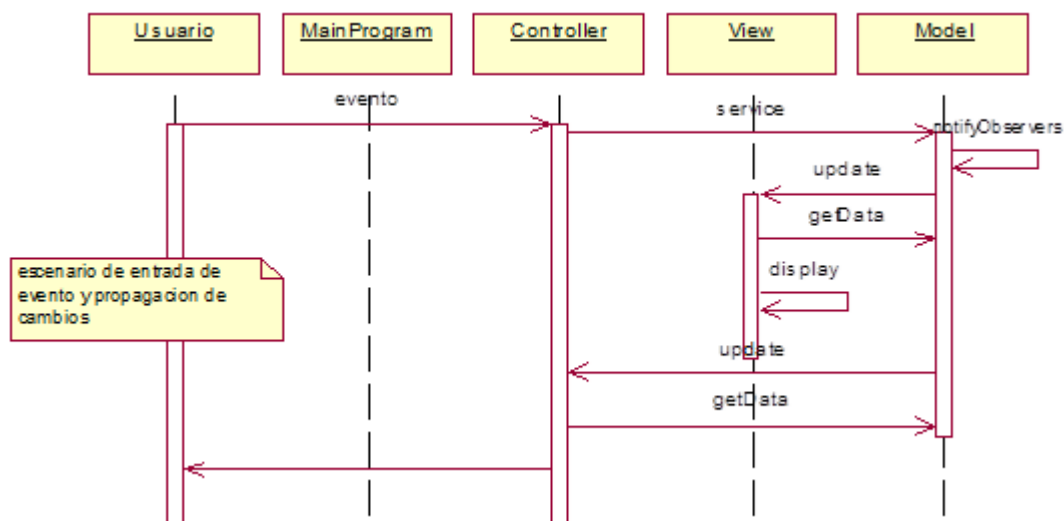 Usuario
MainProgram
Controller
View
Model
evento
service
notifyObservers
update
getData
escenario de entrada de
evento y propagacion de
cambios
display
update
getData